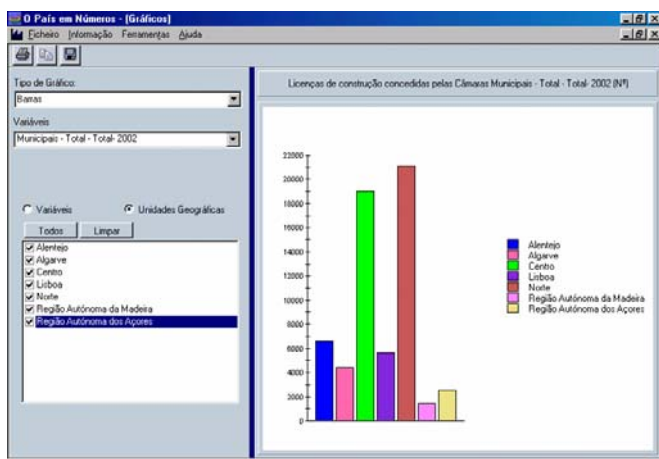 O País em Números - [Gráficos]
Ficheiro Informação Ferramentas Ajuda
Tipo de Gráfico:
Barras
Variáveis
Municipais - Total - Total- 2002
Variáveis
Unidades Geográficas
Todos
Limpar
Alentejo
Algarve
Centro
Lisboa
Norte
Região Autónoma da Madeira
Região Autónoma dos Açores
Licenças de construção concedidas pelas Câmaras Municipais - Total - Total- 2002 (Nº)
22000
20000
18000
16000
14000
12000
10000
8000
6000
4000
2000
0
Alentejo
Algarve
Centro
Lisboa
Norte
Região Autónoma da Madeira
Região Autónoma dos Açores